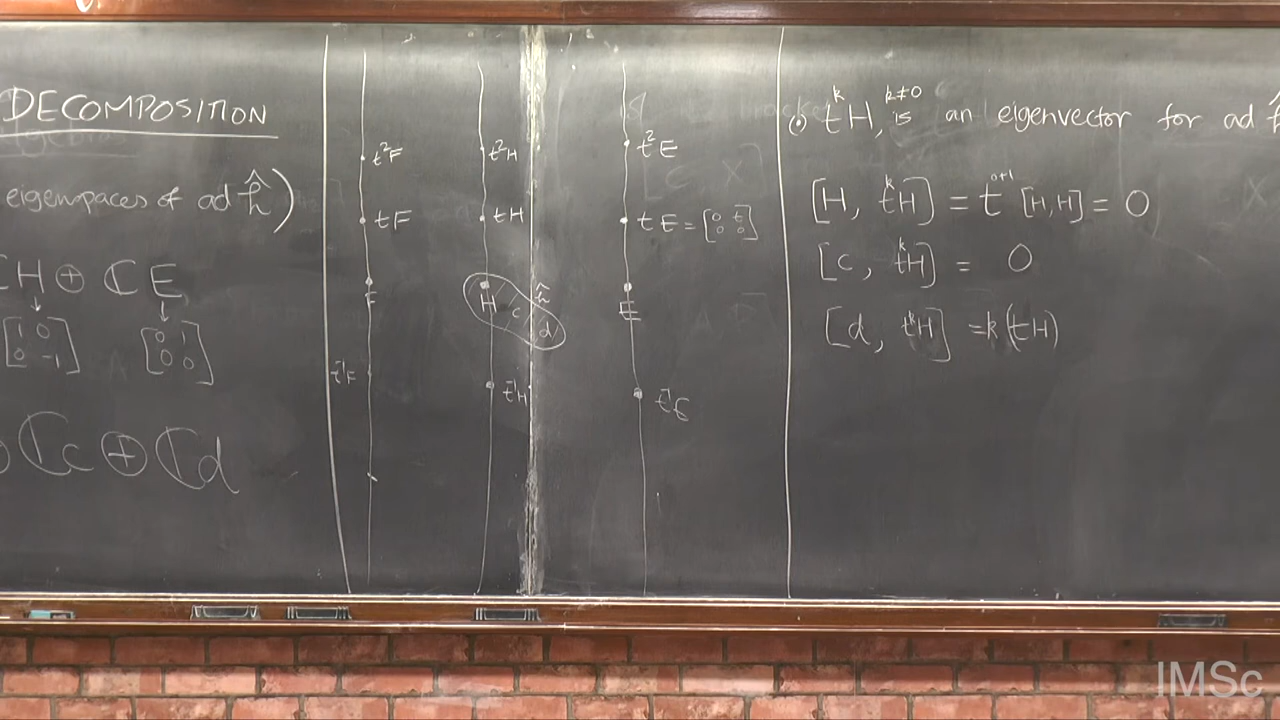 DECOMPOSITION
eigenspaces of ad ĥ)
CH ⊕ CE
[1 0
0 -1]
[0 1
0 0]
Cc ⊕ Cd
t²F
tF
F
t⁻¹F
t²H
tH
H
c
ĥ
d
t⁻¹H
t²E
tE = [0 t
0 0]
E
t⁻¹E
⊙ tᵏH, k≠0 is an eigenvector for ad
[H, tᵏH] = t⁰⁺¹ [H,H] = 0
[c, tᵏH] = 0
[d, tᵏH] = k(tᵏH)
IMSc